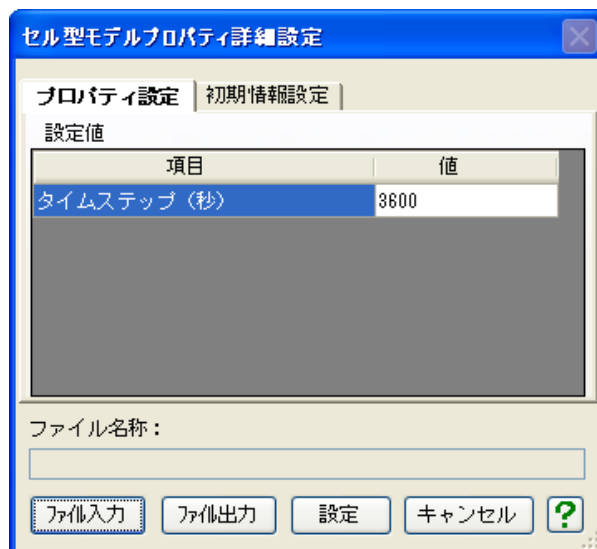 セル型モデルプロパティ詳細設定
プロパティ設定 初期情報設定
設定値
項目 値
タイムステップ（秒） 3600
ファイル名称：
ﾌｧｲﾙ入力 ﾌｧｲﾙ出力 設定 キャンセル ?